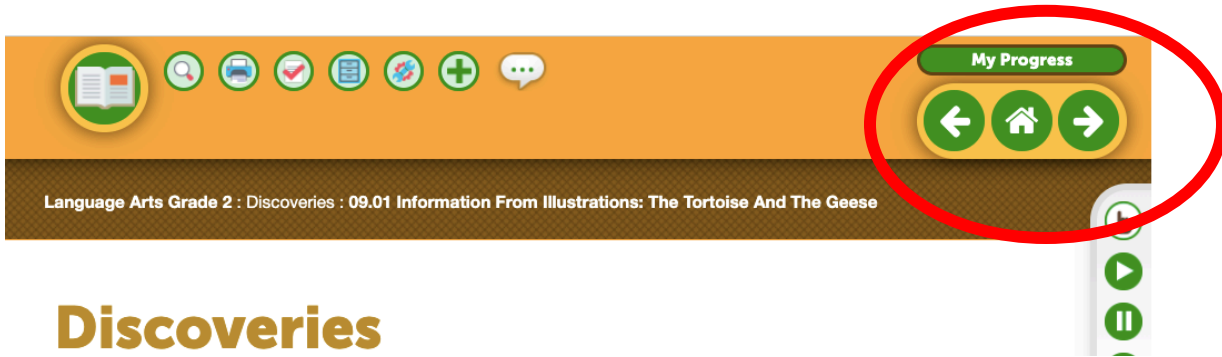 My Progress
Language Arts Grade 2 : Discoveries : 09.01 Information From Illustrations: The Tortoise And The Geese
Discoveries